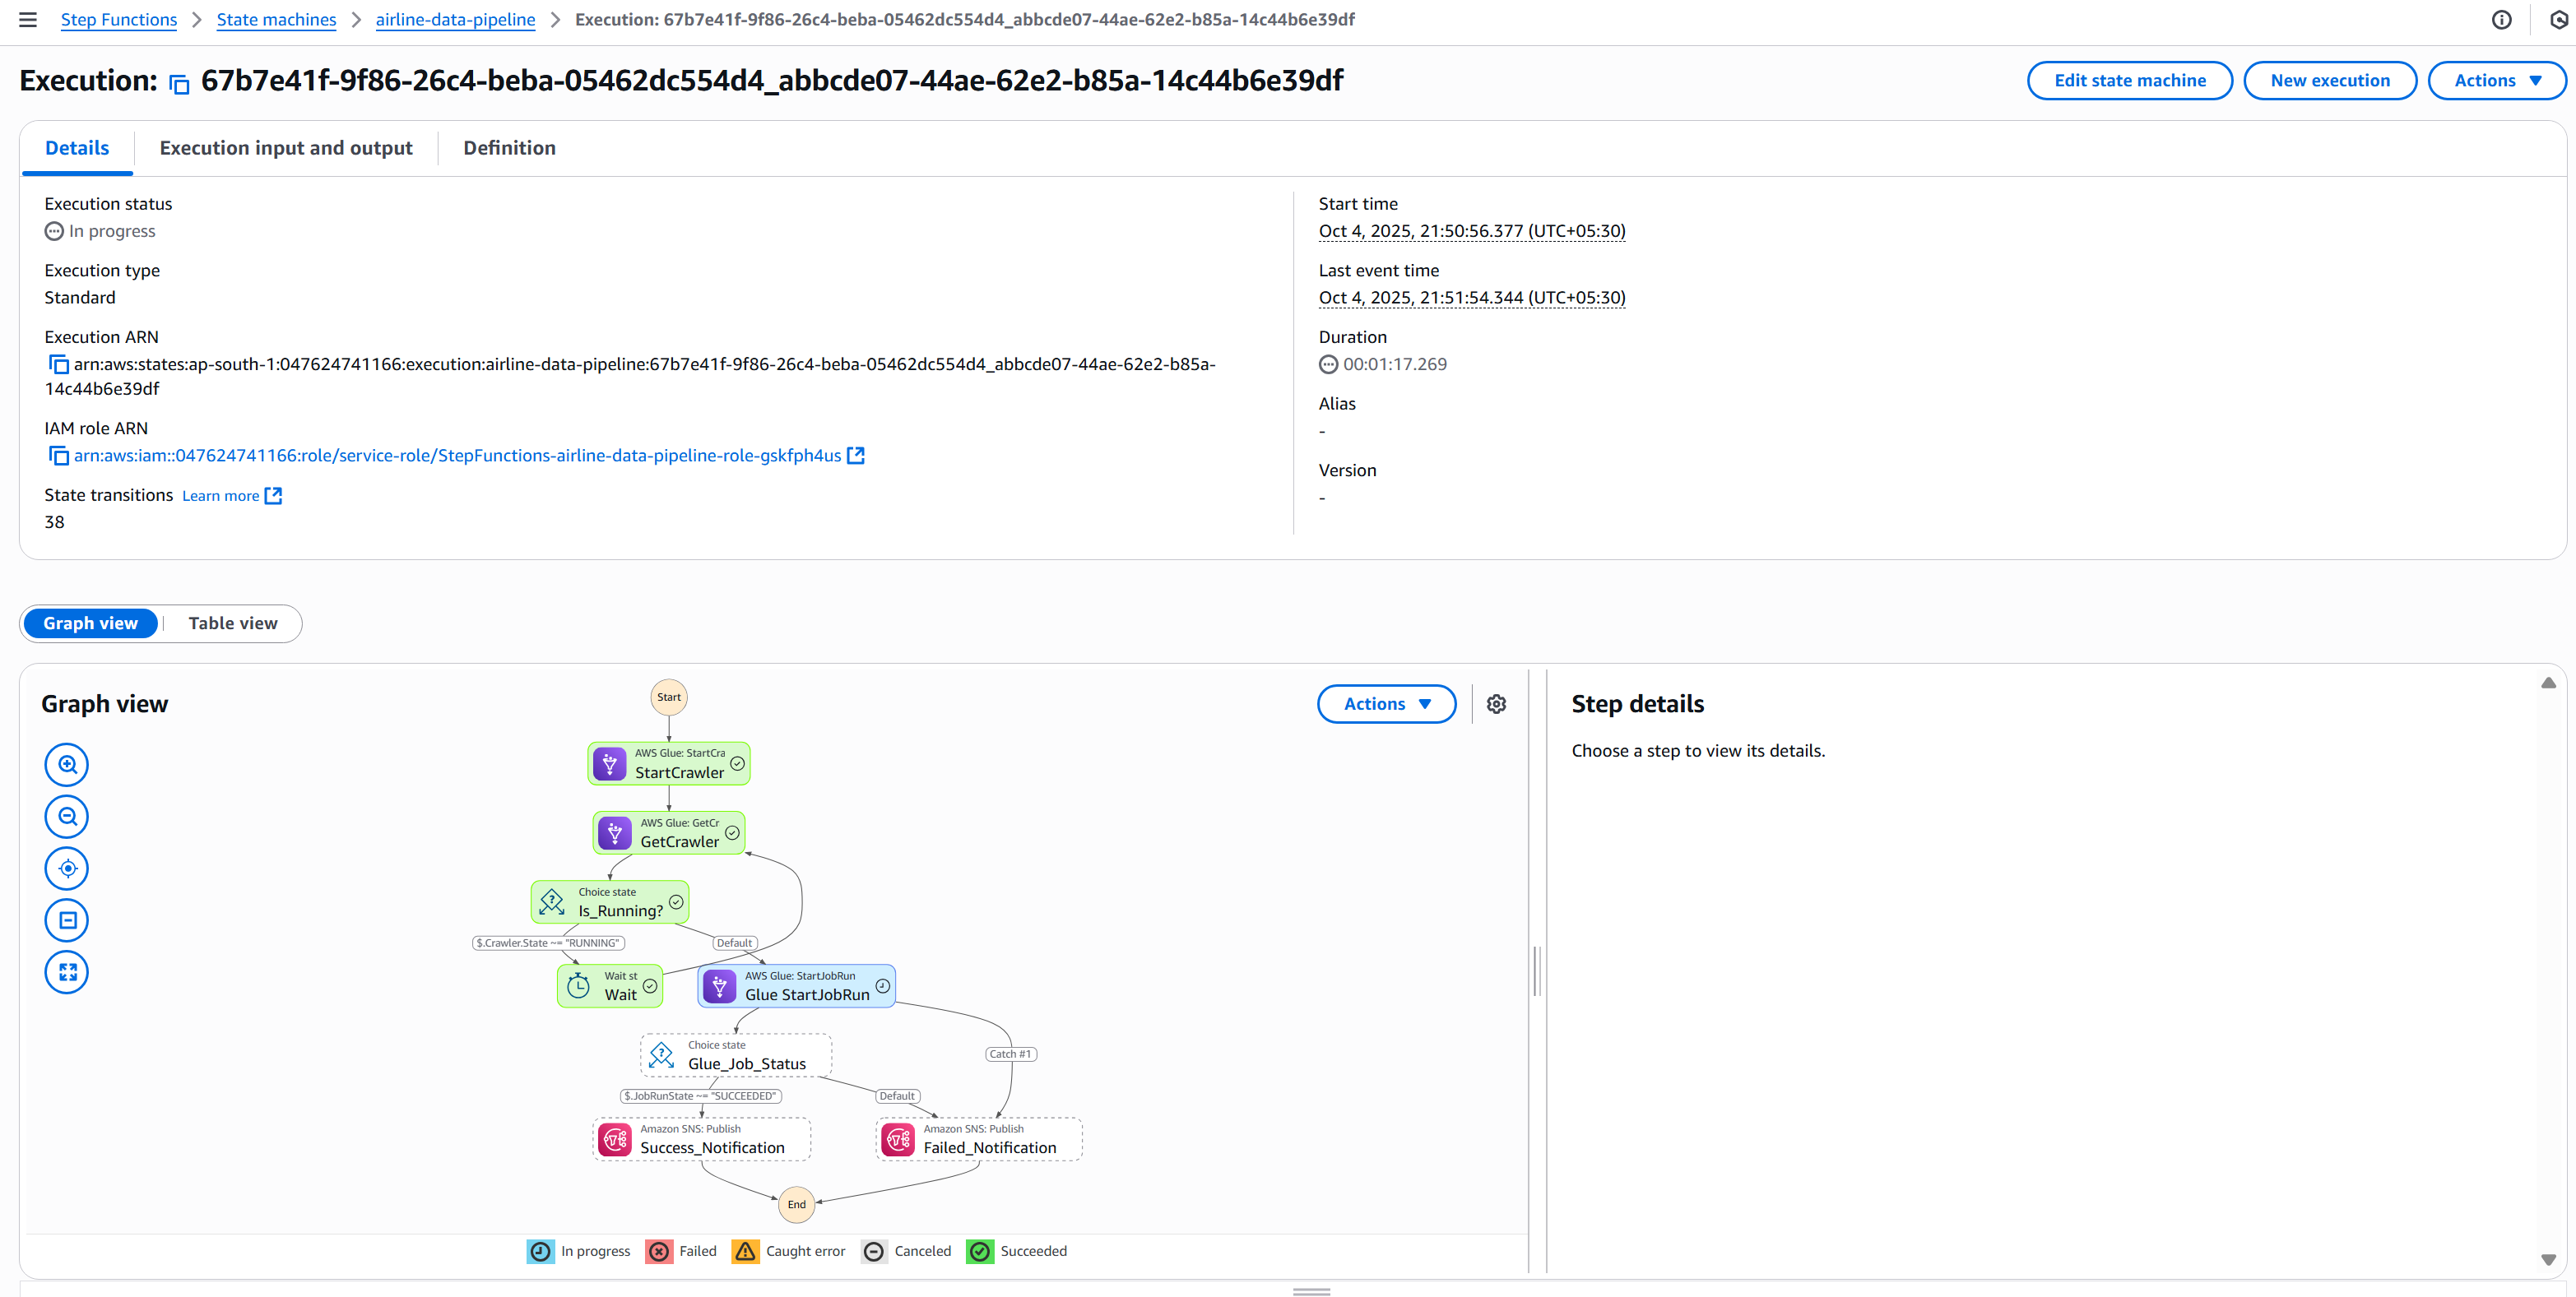 Step Functions > State machines > airline-data-pipeline > Execution: 67b7e41f-9f86-26c4-beba-05462dc554d4_abbcde07-44ae-62e2-b85a-14c44b6e39df
Execution: 67b7e41f-9f86-26c4-beba-05462dc554d4_abbcde07-44ae-62e2-b85a-14c44b6e39df
Edit state machine
New execution
Actions
Details
Execution input and output
Definition
Execution status
In progress
Execution type
Standard
Execution ARN
arn:aws:states:ap-south-1:047624741166:execution:airline-data-pipeline:67b7e41f-9f86-26c4-beba-05462dc554d4_abbcde07-44ae-62e2-b85a-
14c44b6e39df
IAM role ARN
arn:aws:iam::047624741166:role/service-role/StepFunctions-airline-data-pipeline-role-gskfph4us
State transitions Learn more
38
Start time
Oct 4, 2025, 21:50:56.377 (UTC+05:30)
Last event time
Oct 4, 2025, 21:51:54.344 (UTC+05:30)
Duration
00:01:17.269
Alias
-
Version
-
Graph view
Table view
Graph view
Actions
Start
AWS Glue: StartCra
StartCrawler
AWS Glue: GetCr
GetCrawler
Choice state
Is_Running?
$.Crawler.State ~= "RUNNING"
Default
Wait st
Wait
AWS Glue: StartJobRun
Glue StartJobRun
Choice state
Glue_Job_Status
Catch #1
$.JobRunState ~= "SUCCEEDED"
Default
Amazon SNS: Publish
Success_Notification
Amazon SNS: Publish
Failed_Notification
End
In progress
Failed
Caught error
Canceled
Succeeded
Step details
Choose a step to view its details.